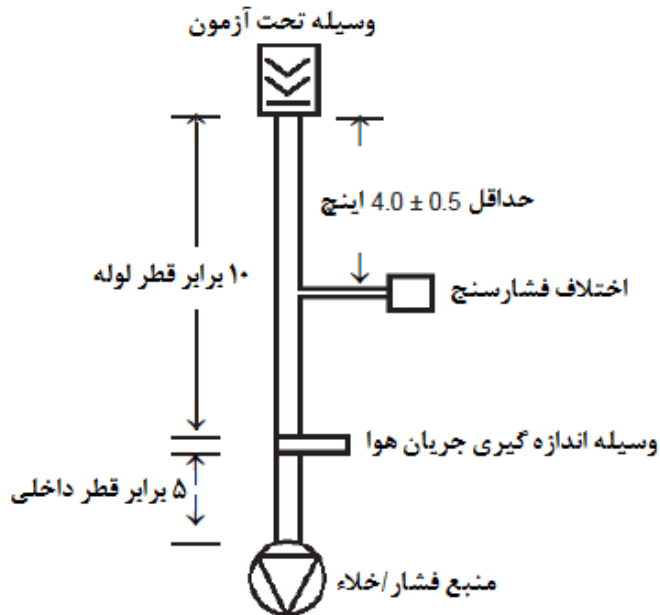 وسیله تحت آزمون
حداقل 0.5 ± 4.0 اینچ
۱۰ برابر قطر لوله
اختلاف فشارسنج
وسیله اندازه گیری جریان هوا
۵ برابر قطر داخلی
منبع فشار/خلاء